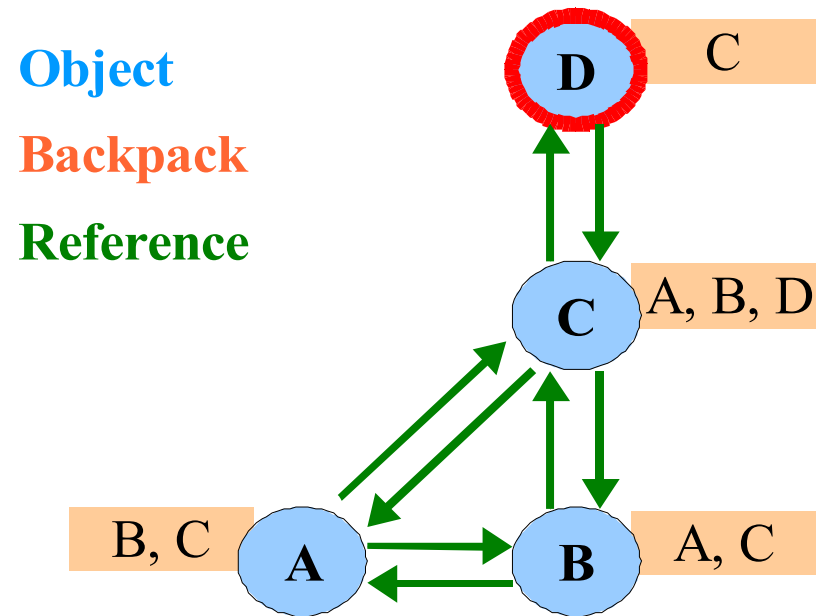 Object
Backpack
Reference
D
C
C
A, B, D
B, C
A
B
A, C